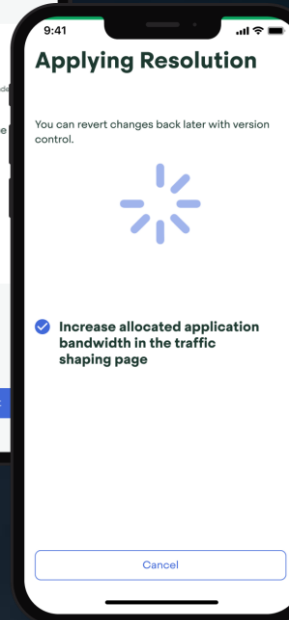 9:41
Applying Resolution
You can revert changes back later with version
control.
Increase allocated application
bandwidth in the traffic
shaping page
Cancel